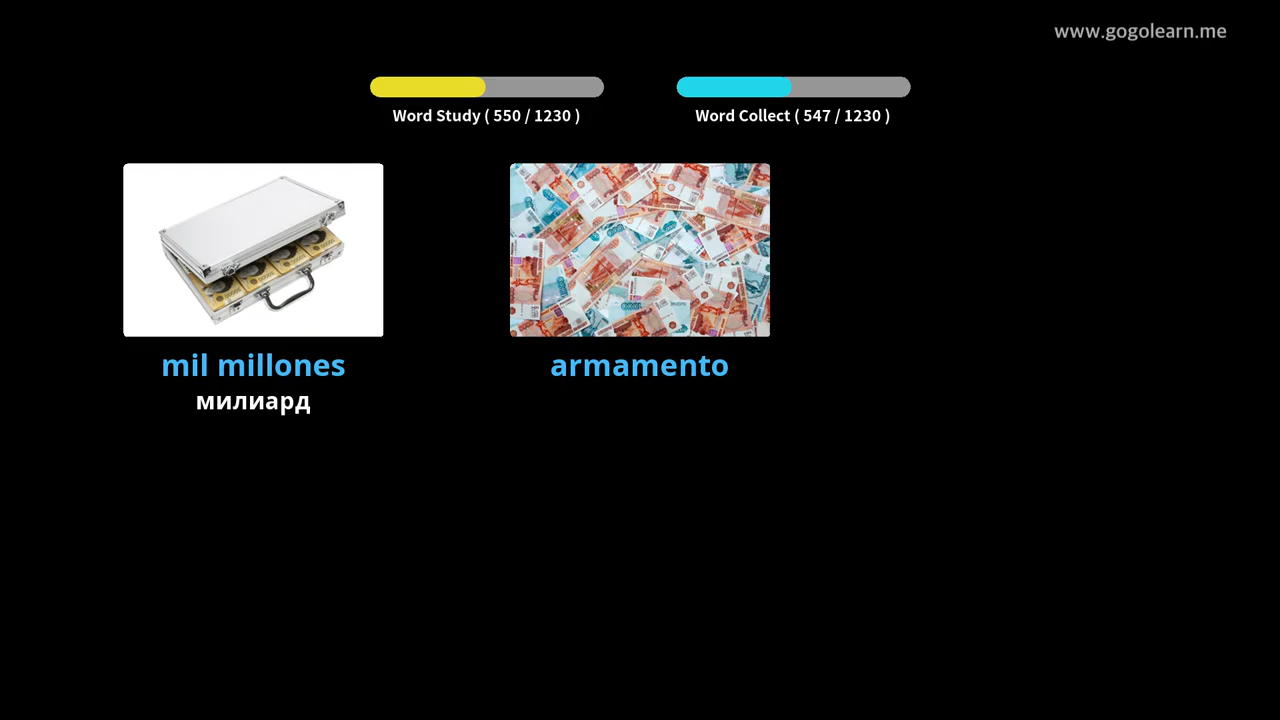 www.gogolearn.me
Word Study ( 550 / 1230 )
Word Collect ( 547 / 1230 )
mil millones
armamento
милиард